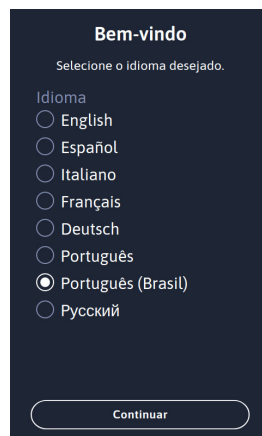 Bem-vindo
Selecione o idioma desejado.
Idioma
English
Español
Italiano
Français
Deutsch
Português
Português (Brasil)
Русский
Continuar